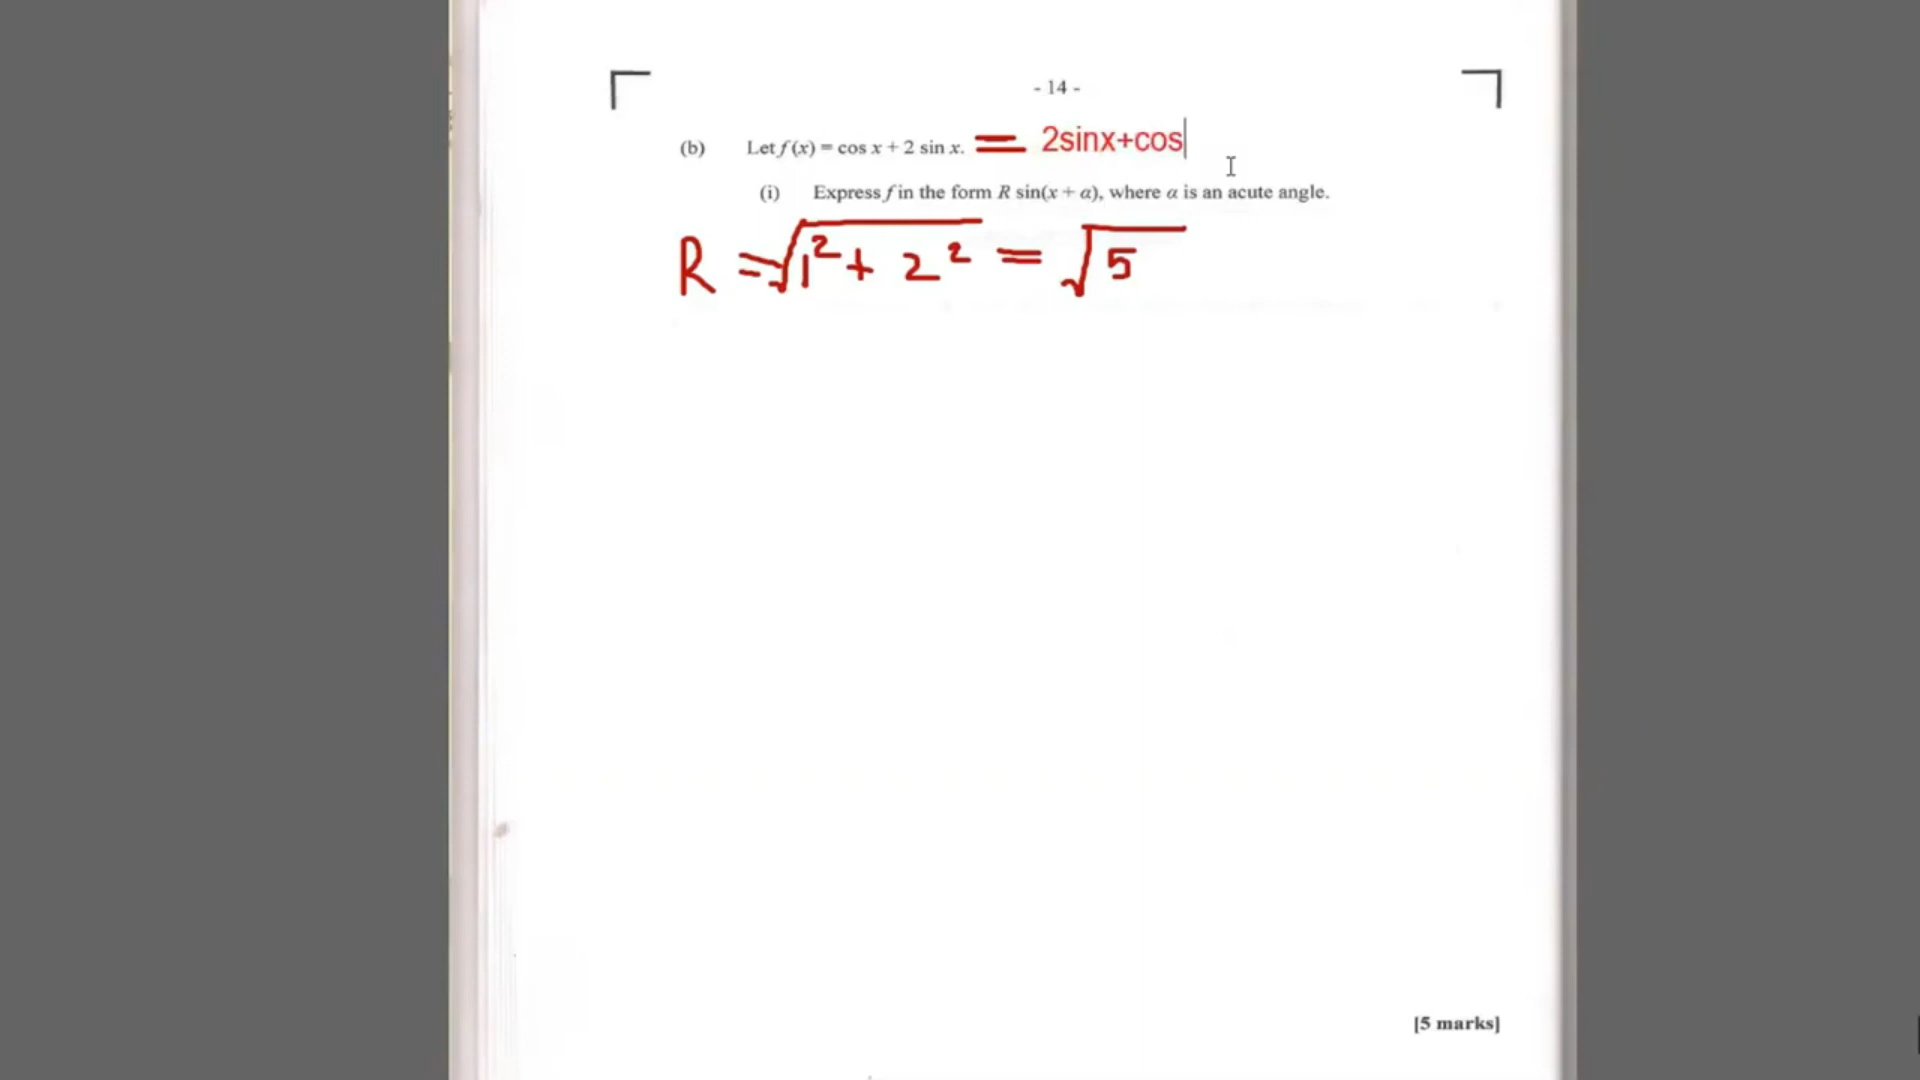 - 14 -
(b) Let f (x) = cos x + 2 sin x. = 2sinx+cos
(i) Express f in the form R sin(x + α), where α is an acute angle.
R = √1² + 2² = √5
[5 marks]